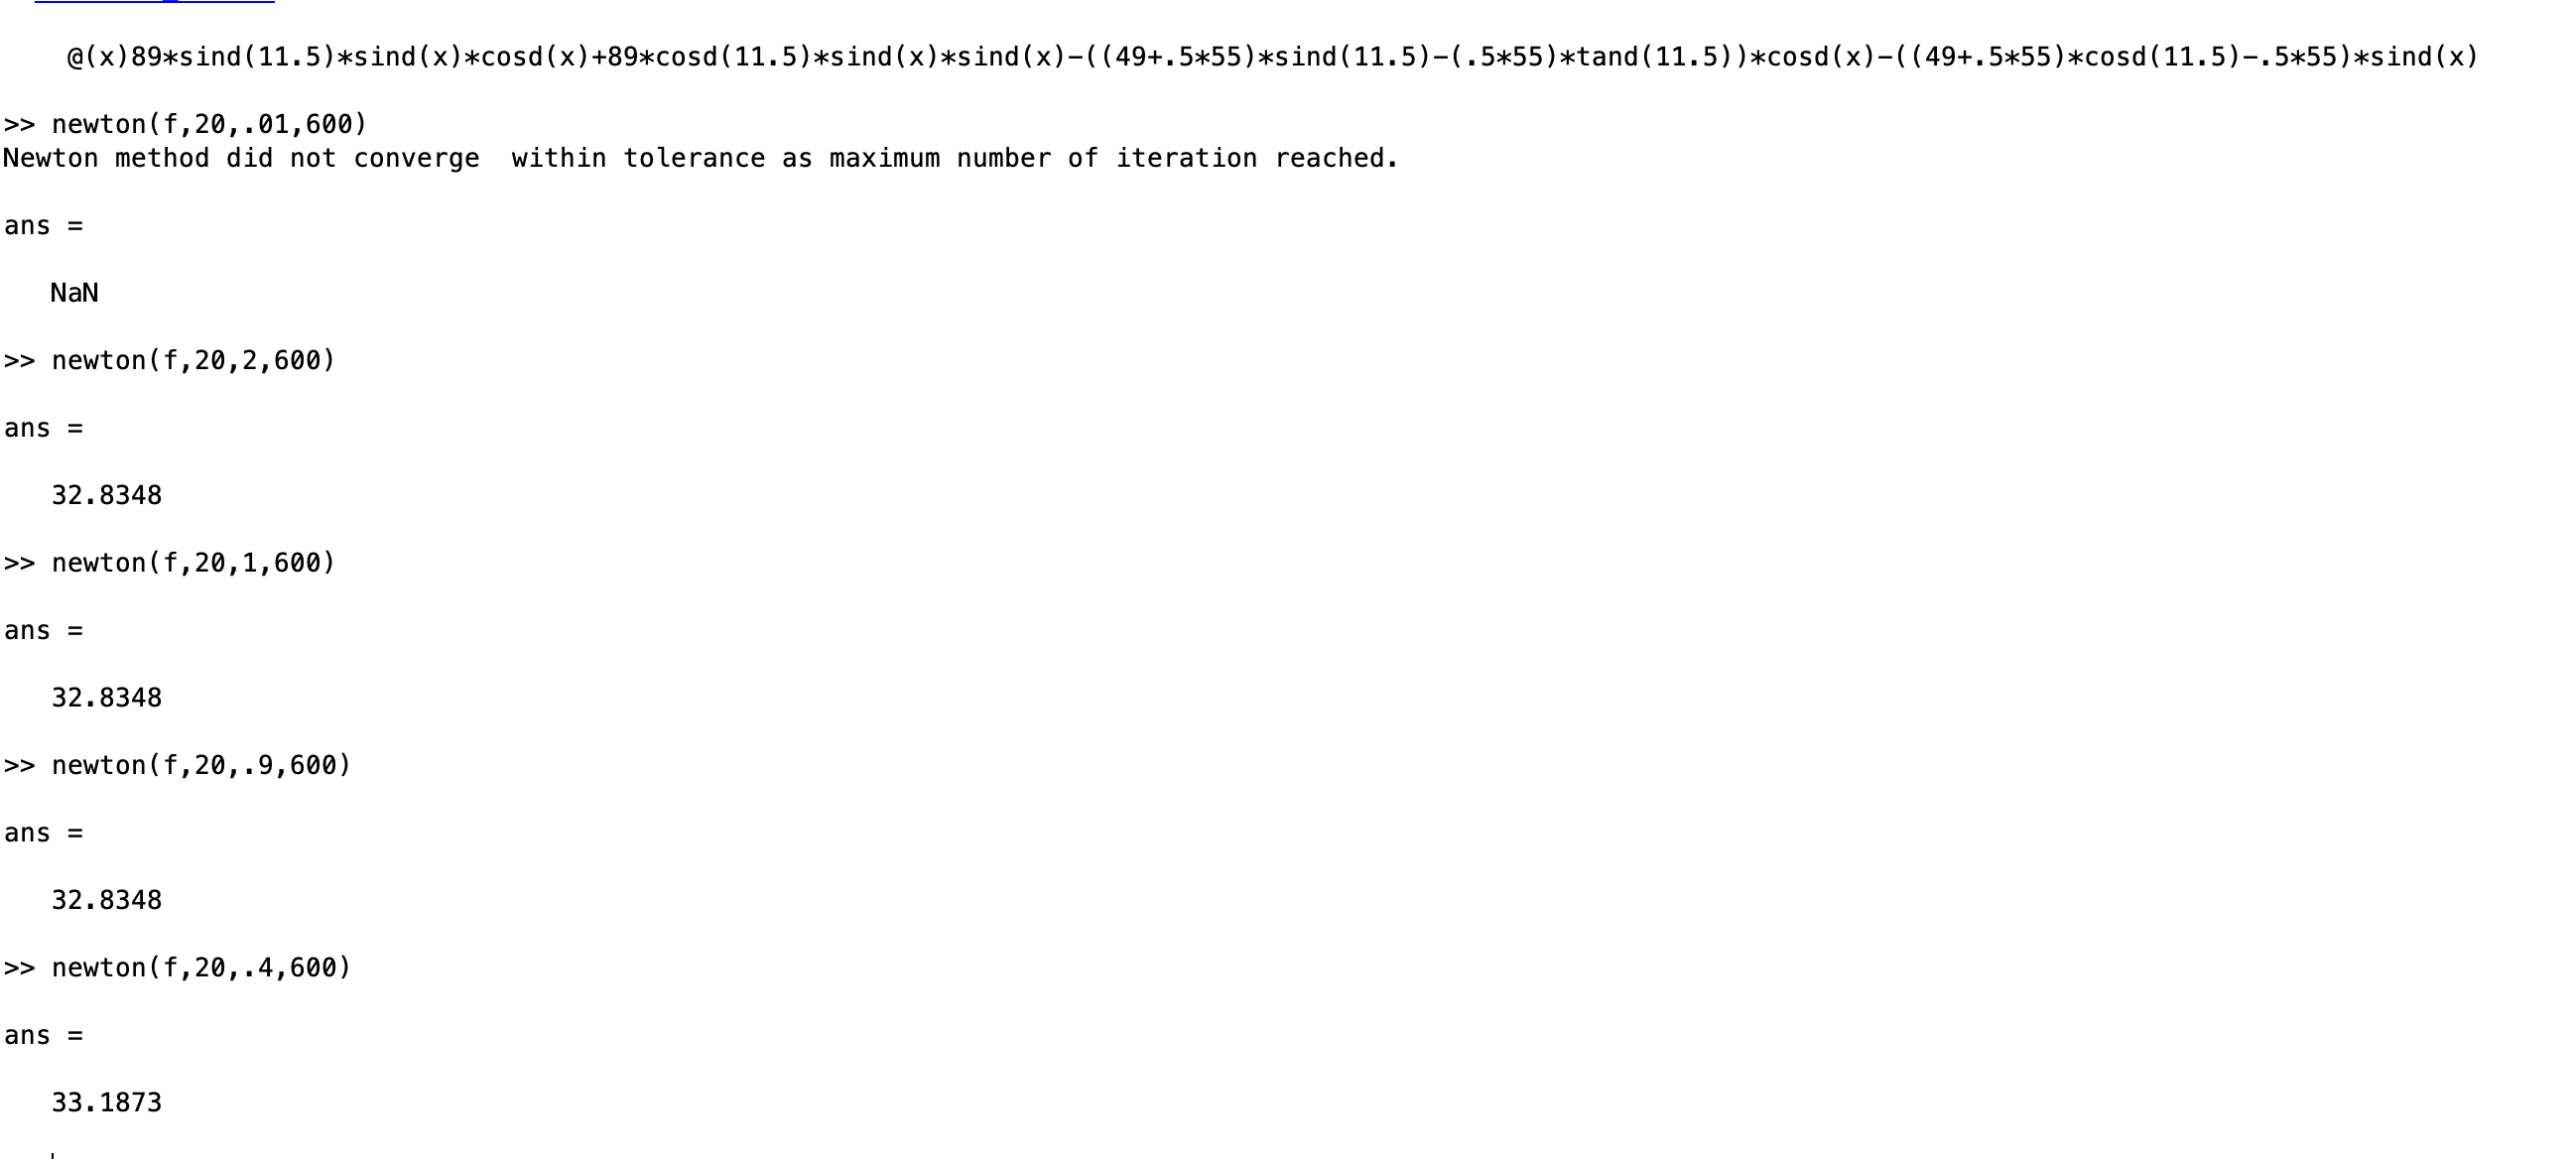 @(x)89*sind(11.5)*sind(x)*cosd(x)+89*cosd(11.5)*sind(x)*sind(x)-((49+.5*55)*sind(11.5)-(.5*55)*tand(11.5))*cosd(x)-((49+.5*55)*cosd(11.5)-.5*55)*sind(x)
>> newton(f,20,.01,600)
Newton method did not converge  within tolerance as maximum number of iteration reached.
ans =
NaN
>> newton(f,20,2,600)
ans =
32.8348
>> newton(f,20,1,600)
ans =
32.8348
>> newton(f,20,.9,600)
ans =
32.8348
>> newton(f,20,.4,600)
ans =
33.1873